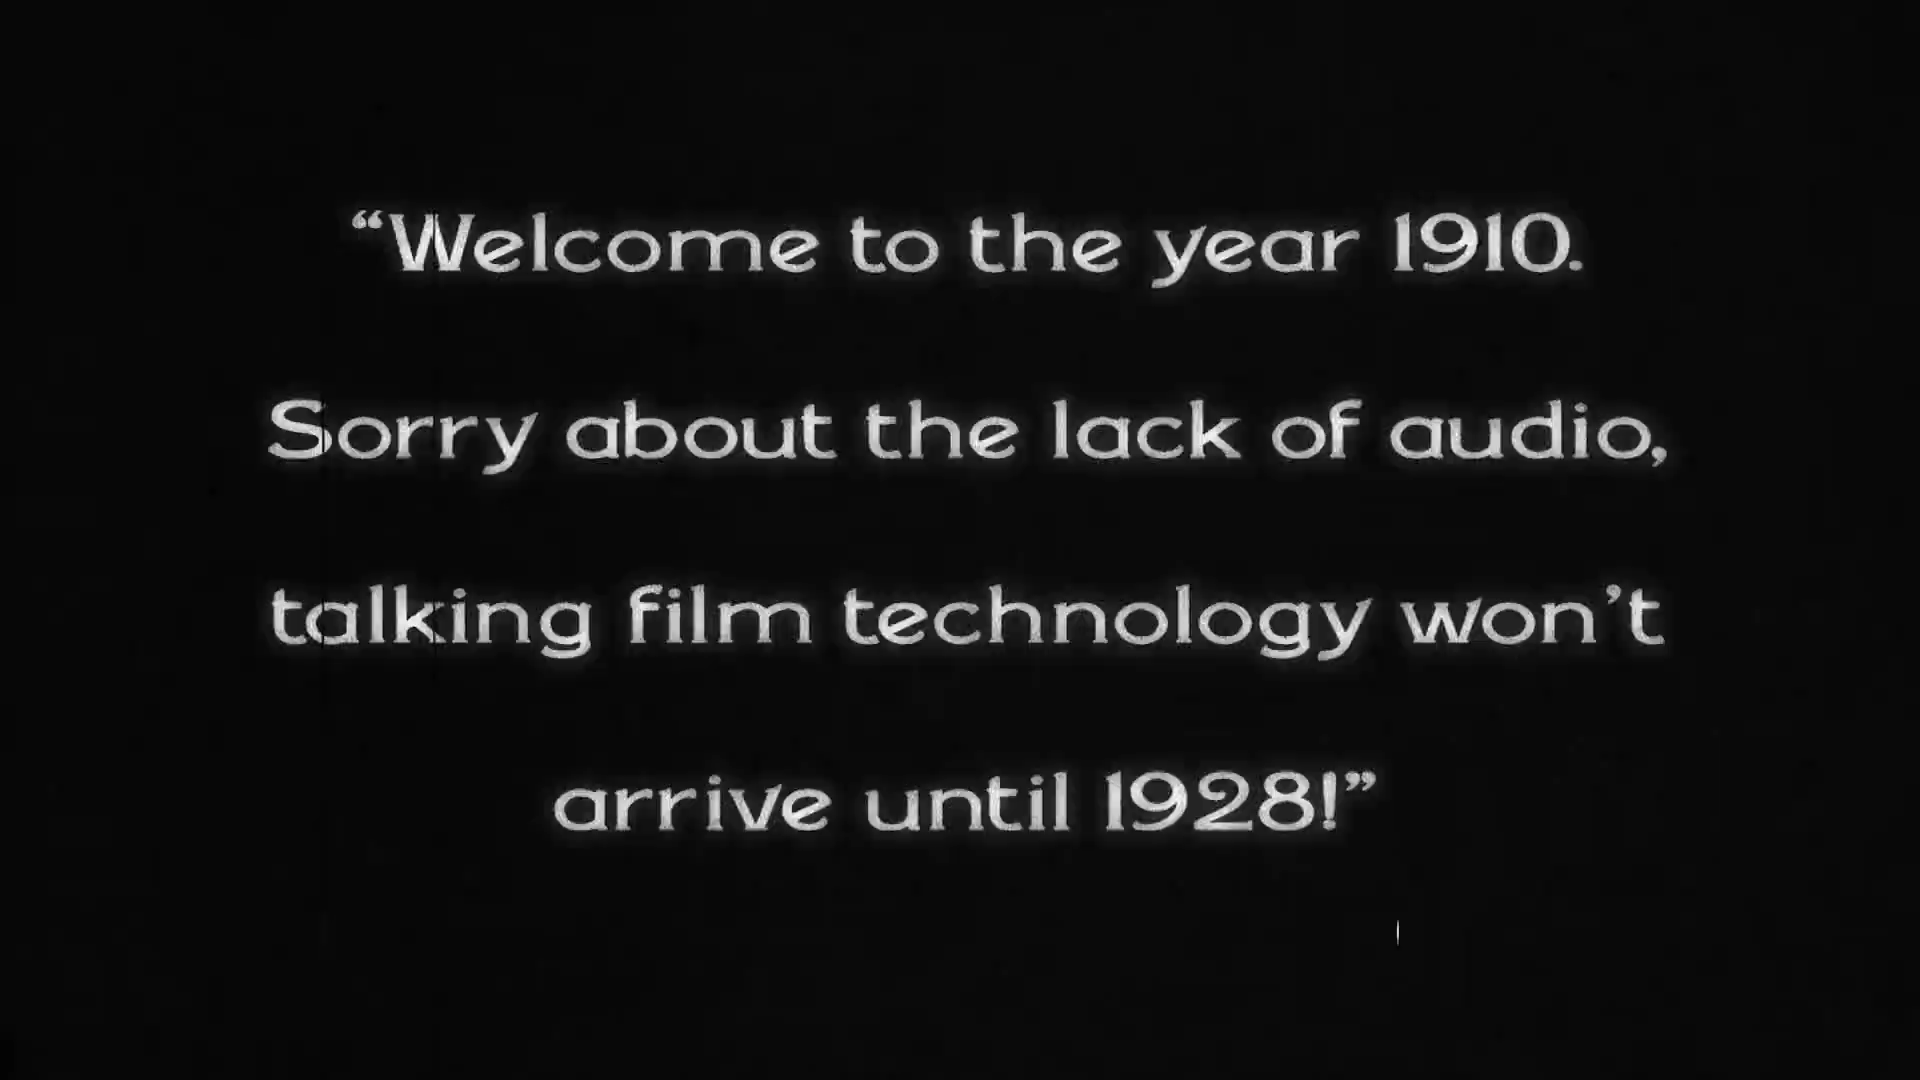 “Welcome to the year 1910.
Sorry about the lack of audio,
talking film technology won’t
arrive until 1928!”